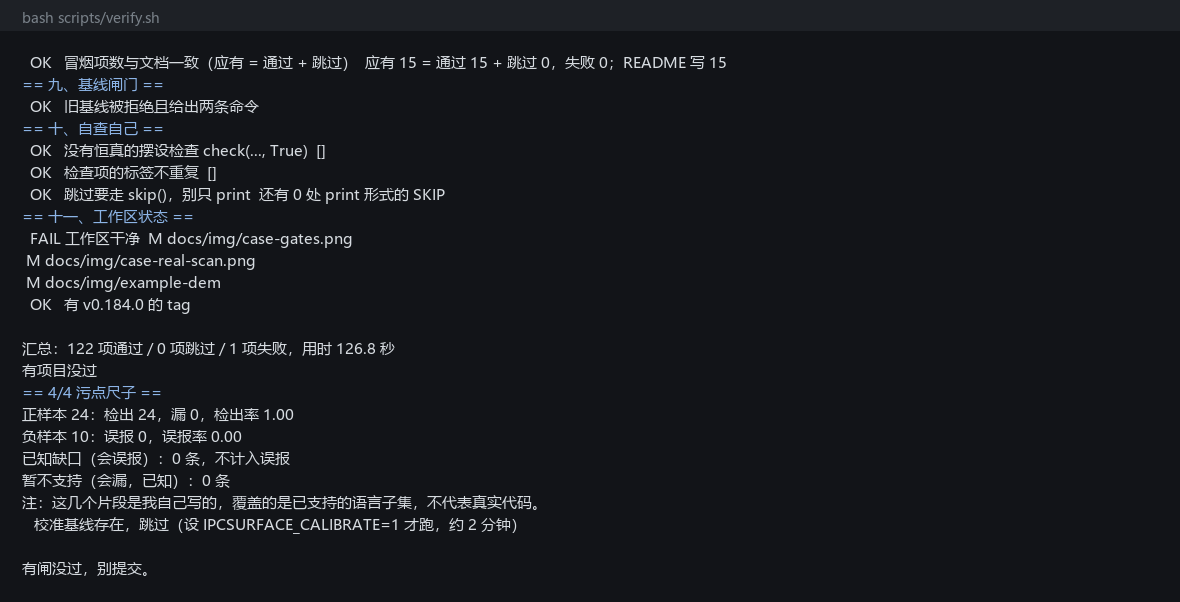 bash scripts/verify.sh
OK 冒烟项数与文档一致（应有 = 通过 + 跳过） 应有 15 = 通过 15 + 跳过 0，失败 0；README 写 15
== 九、基线闸门 ==
OK 旧基线被拒绝且给出两条命令
== 十、自查自己 ==
OK 没有恒真的摆设检查 check(..., True) []
OK 检查项的标签不重复 []
OK 跳过要走 skip()，别只 print 还有 0 处 print 形式的 SKIP
== 十一、工作区状态 ==
FAIL 工作区干净 M docs/img/case-gates.png
M docs/img/case-real-scan.png
M docs/img/example-dem
OK 有 v0.184.0 的 tag
汇总：122 项通过 / 0 项跳过 / 1 项失败，用时 126.8 秒
有项目没过
== 4/4 污点尺子 ==
正样本 24：检出 24，漏 0，检出率 1.00
负样本 10：误报 0，误报率 0.00
已知缺口（会误报）：0 条，不计入误报
暂不支持（会漏，已知）：0 条
注：这几个片段是我自己写的，覆盖的是已支持的语言子集，不代表真实代码。
校准基线存在，跳过（设 IPCSURFACE_CALIBRATE=1 才跑，约 2 分钟）
有闸没过，别提交。